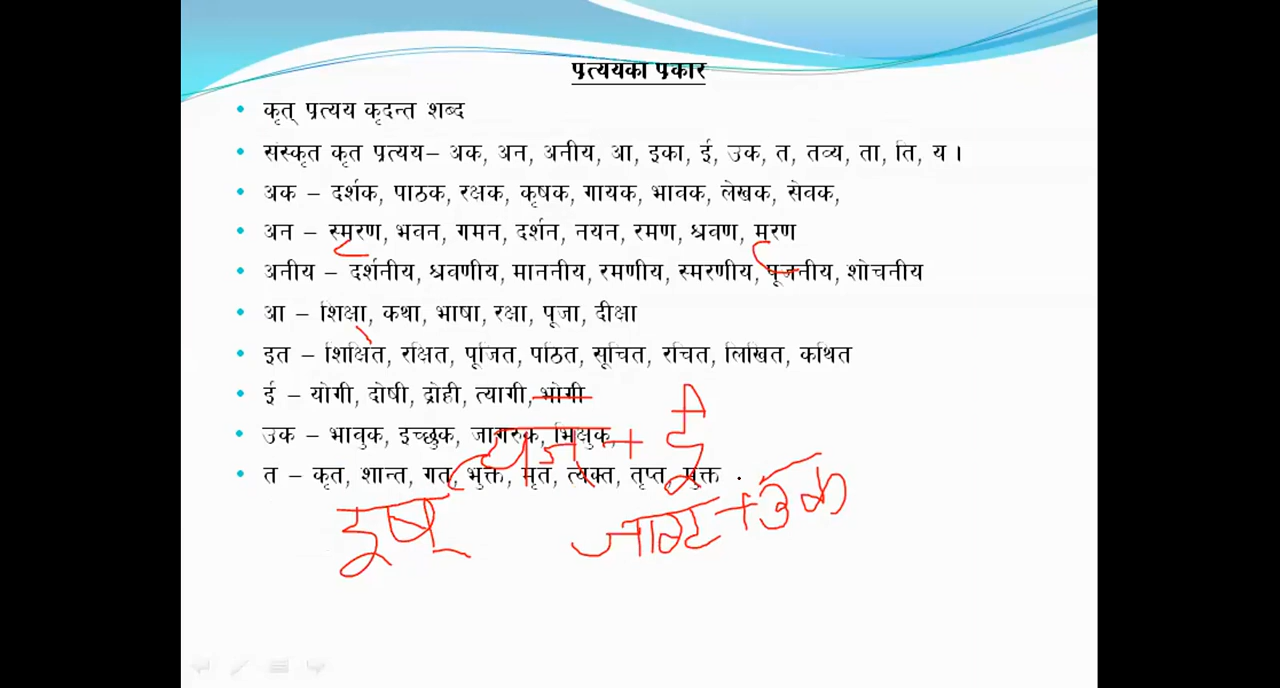 प्रत्ययका प्रकार
• कृत् प्रत्यय कृदन्त शब्द
• संस्कृत कृत प्रत्यय– अक, अन, अनीय, आ, इका, ई, उक, त, तव्य, ता, ति, य ।
• अक – दर्शक, पाठक, रक्षक, कृषक, गायक, भावक, लेखक, सेवक,
• अन – स्मरण, भवन, गमन, दर्शन, नयन, रमण, श्रवण, मरण
• अनीय – दर्शनीय, श्रवणीय, माननीय, रमणीय, स्मरणीय, पूजनीय, शोचनीय
• आ – शिक्षा, कथा, भाषा, रक्षा, पूजा, दीक्षा
• इत – शिक्षित, रक्षित, पूजित, पठित, सूचित, रचित, लिखित, कथित
• ई – योगी, दोषी, द्रोही, त्यागी, भोगी
• उक – भावुक, इच्छुक, जागरुक, भिक्षुक,
त्यज् + ई
• त – कृत, शान्त, गत, भुक्त, मृत, त्यक्त, तृप्त, मुक्त
इष् + उक